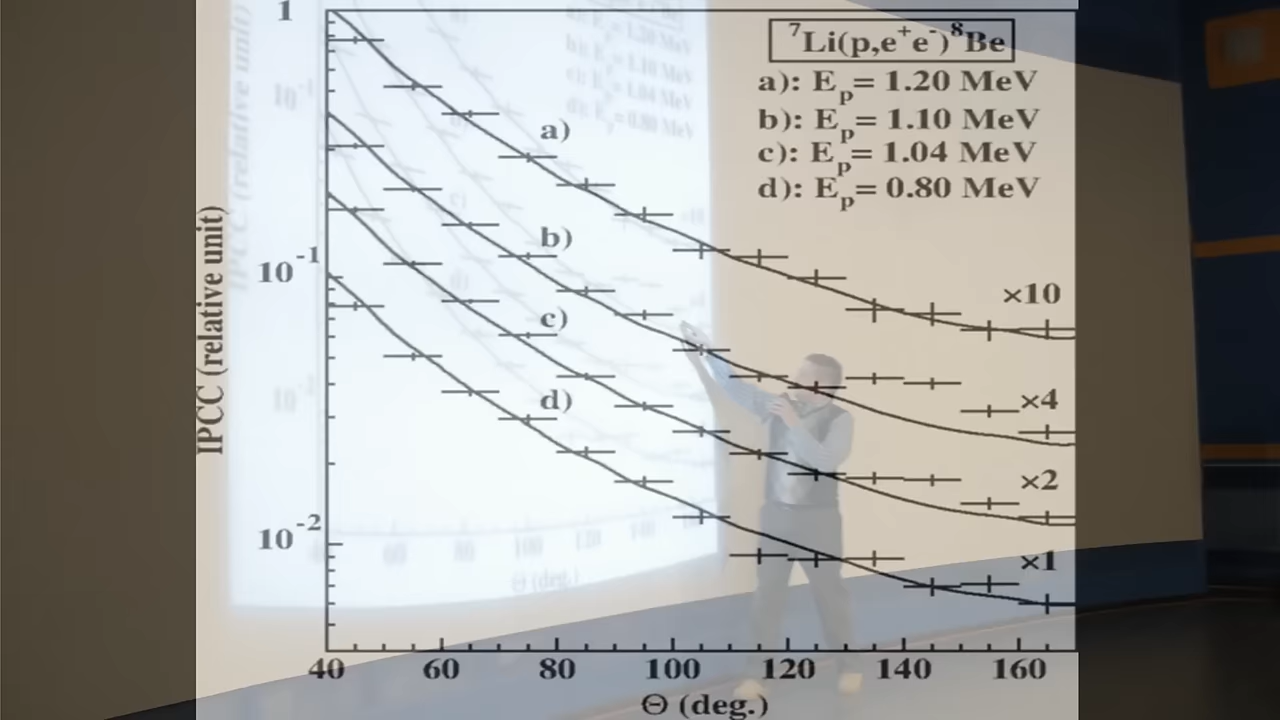 1
⁷Li(p,e⁺e⁻)⁸Be
a): Eₚ= 1.20 MeV
b): Eₚ= 1.10 MeV
c): Eₚ= 1.04 MeV
d): Eₚ= 0.80 MeV
a)
b)
10⁻¹
×10
c)
IPCC (relative unit)
d)
×4
×2
10⁻²
×1
40 60 80 100 120 140 160
Θ (deg.)